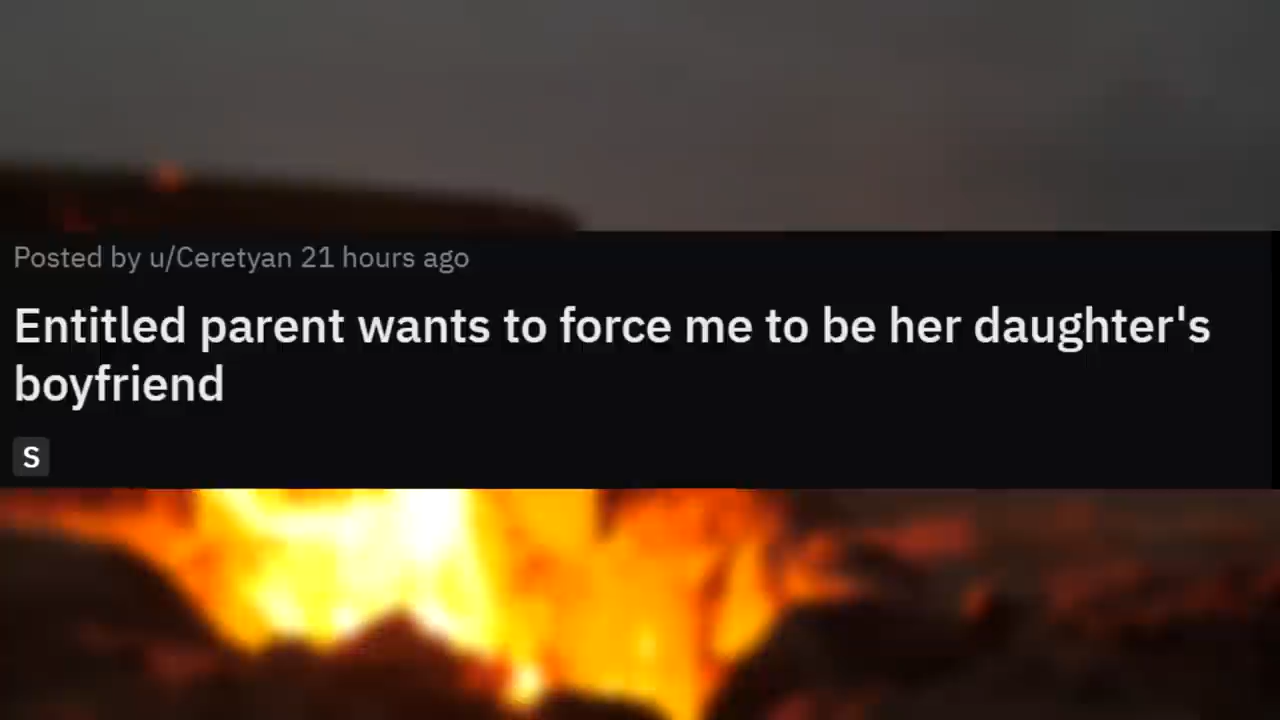 Posted by u/Ceretyan 21 hours ago
Entitled parent wants to force me to be her daughter's
boyfriend
S